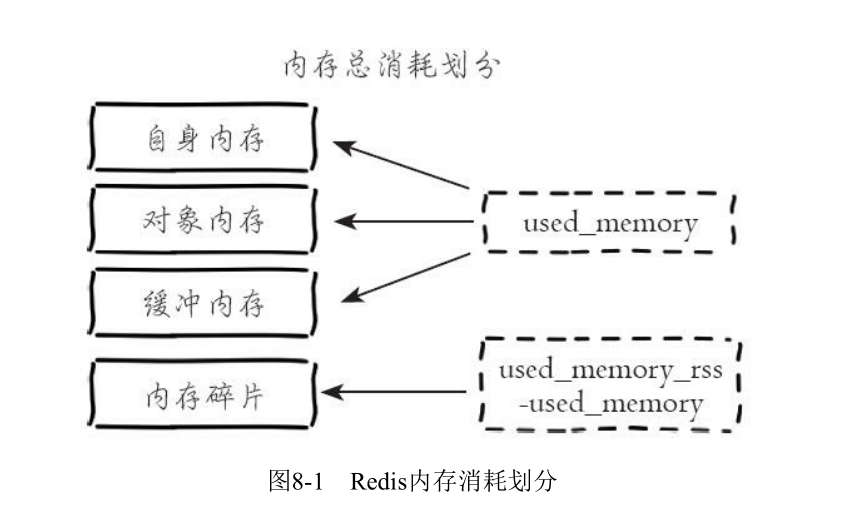 内存总消耗划分
自身内存
对象内存
used_memory
缓冲内存
内存碎片
used_memory_rss
-used_memory
图8-1 Redis内存消耗划分